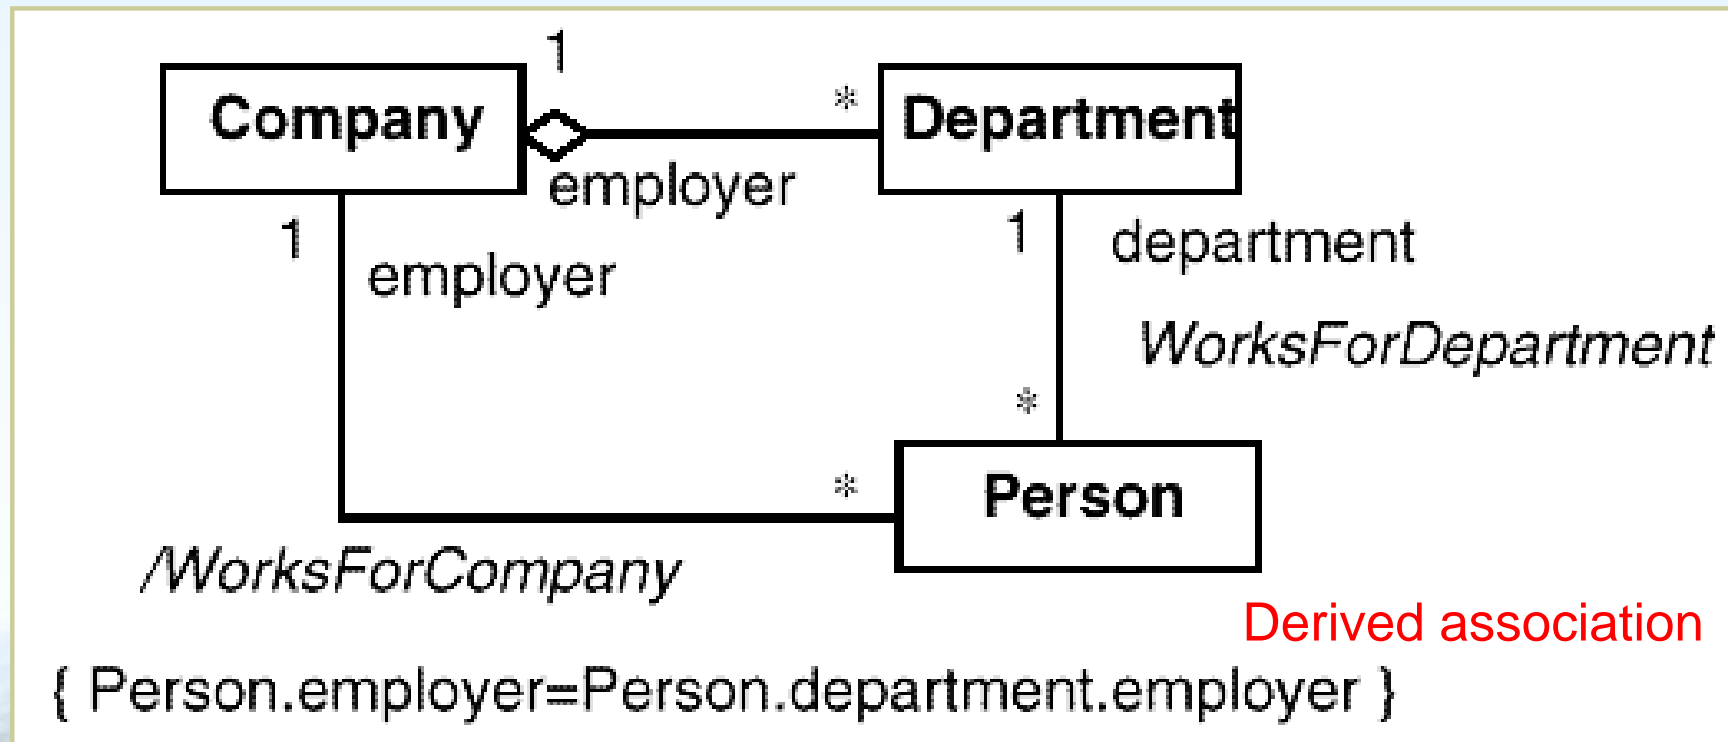 1
Company
*
Department
employer
1
employer
1
department
WorksForDepartment
*
*
Person
/WorksForCompany
Derived association
{ Person.employer=Person.department.employer }